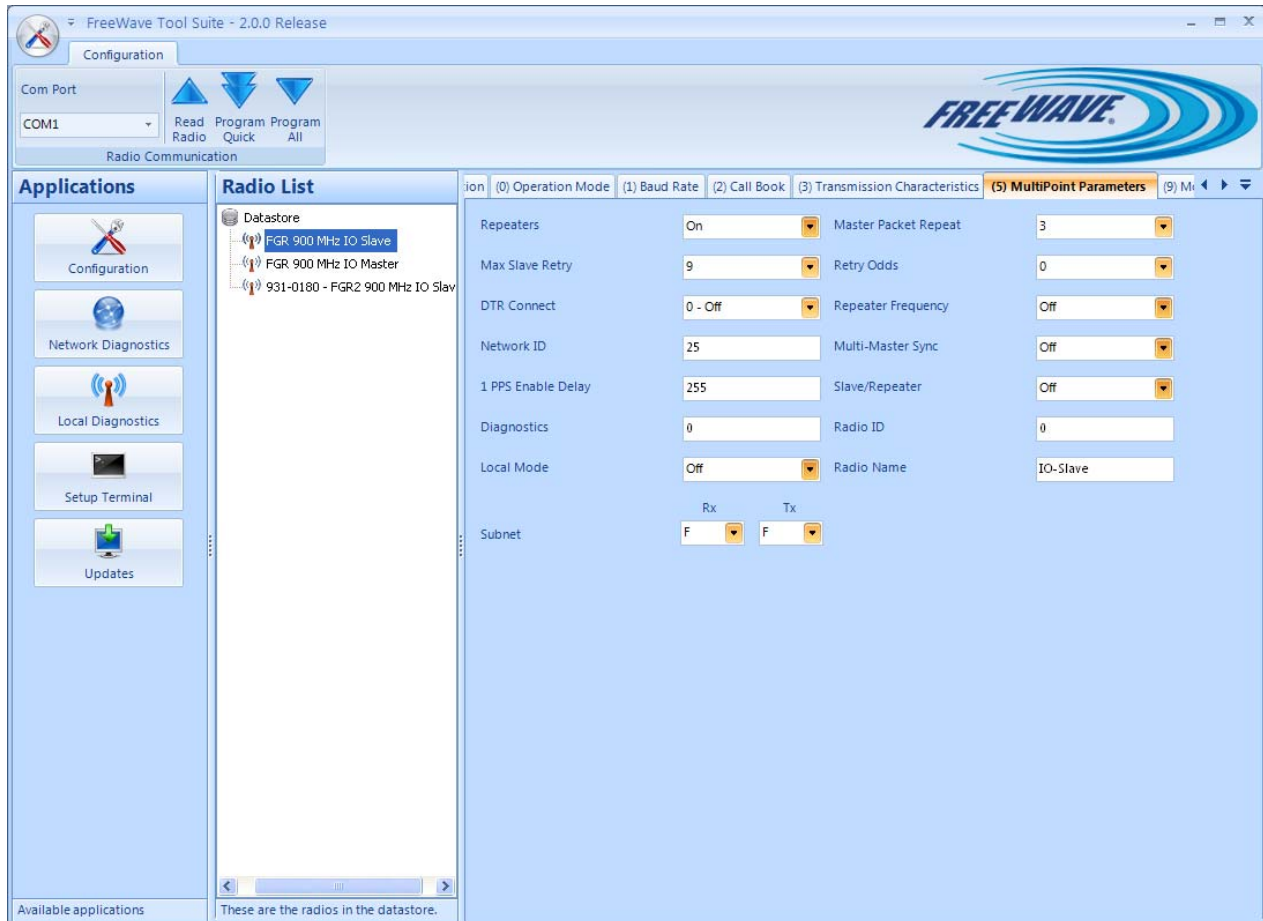 FreeWave Tool Suite - 2.0.0 Release
Configuration
Com Port
COM1
Read Radio
Program Quick
Program All
Radio Communication
FREEWAVE®
Applications
Configuration
Network Diagnostics
Local Diagnostics
Setup Terminal
Updates
Available applications
Radio List
Datastore
FGR 900 MHz IO Slave
FGR 900 MHz IO Master
931-0180 - FGR2 900 MHz IO Slav
These are the radios in the datastore.
ion (0) Operation Mode (1) Baud Rate (2) Call Book (3) Transmission Characteristics (5) MultiPoint Parameters (9)
Repeaters On Master Packet Repeat 3
Max Slave Retry 9 Retry Odds 0
DTR Connect 0 - Off Repeater Frequency Off
Network ID 25 Multi-Master Sync Off
1 PPS Enable Delay 255 Slave/Repeater Off
Diagnostics 0 Radio ID 0
Local Mode Off Radio Name IO-Slave
Rx Tx
Subnet F F